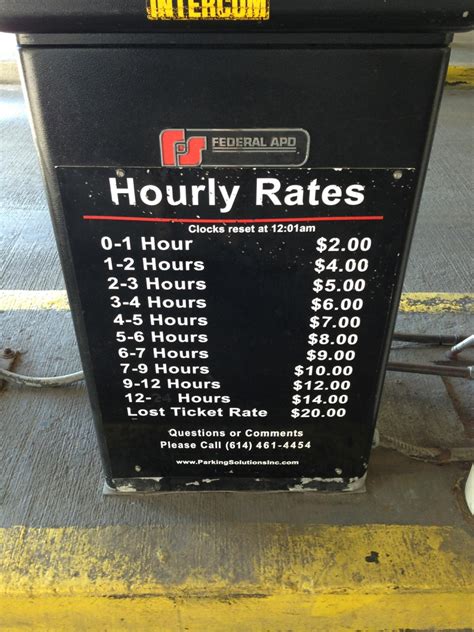 INTERCOM
FEDERAL APD
Hourly Rates
Clocks reset at 12:01am
0-1 Hour $2.00
1-2 Hours $4.00
2-3 Hours $5.00
3-4 Hours $6.00
4-5 Hours $7.00
5-6 Hours $8.00
6-7 Hours $9.00
7-9 Hours $10.00
9-12 Hours $12.00
12-24 Hours $14.00
Lost Ticket Rate $20.00
Questions or Comments
Please Call (614) 461-4454
www.ParkingSolutionsInc.com